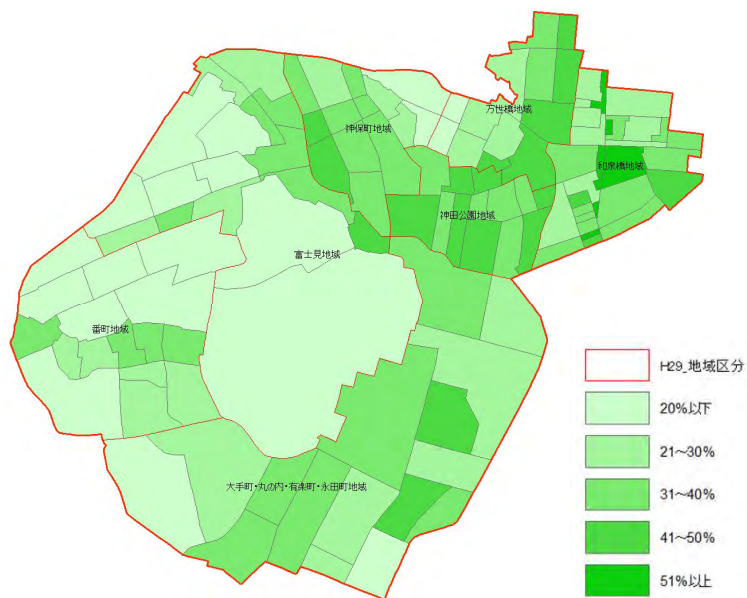 万世橋地域
神保町地域
和泉橋地域
神田公園地域
富士見地域
番町地域
大手町・丸の内・有楽町・永田町地域
H29_地域区分
20%以下
21～30%
31～40%
41～50%
51%以上